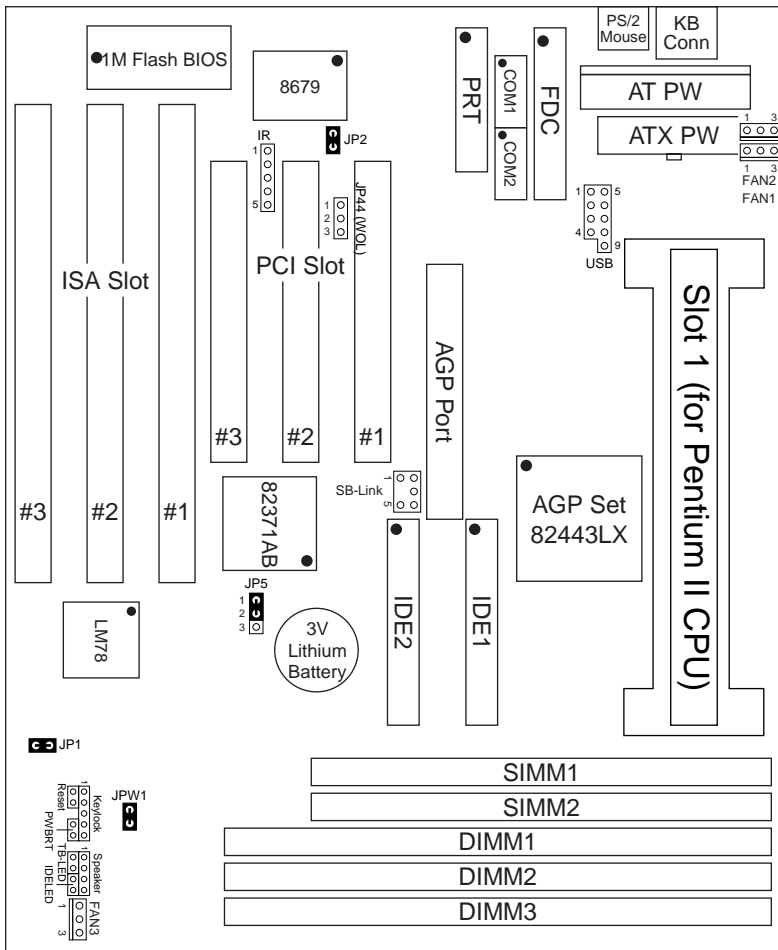 PS/2
Mouse
KB
Conn
1M Flash BIOS
8679
PRT
COM1
COM2
FDC
AT PW
ATX PW
1 3
1 3
FAN2
FAN1
IR
1
5
JP2
JP44 (WOL)
1
2
3
1 5
4 9
USB
ISA Slot
PCI Slot
AGP Port
Slot 1 (for Pentium II CPU)
#3
#2
#1
#3
#2
#1
SB-Link
1
5
82371AB
AGP Set
82443LX
JP5
1
2
3
LM78
3V
Lithium
Battery
IDE2
IDE1
JP1
JPW1
Reset
1
Keylock
PWBRT
TB-LED
IDELED
1
Speaker
1
3
FAN3
SIMM1
SIMM2
DIMM1
DIMM2
DIMM3